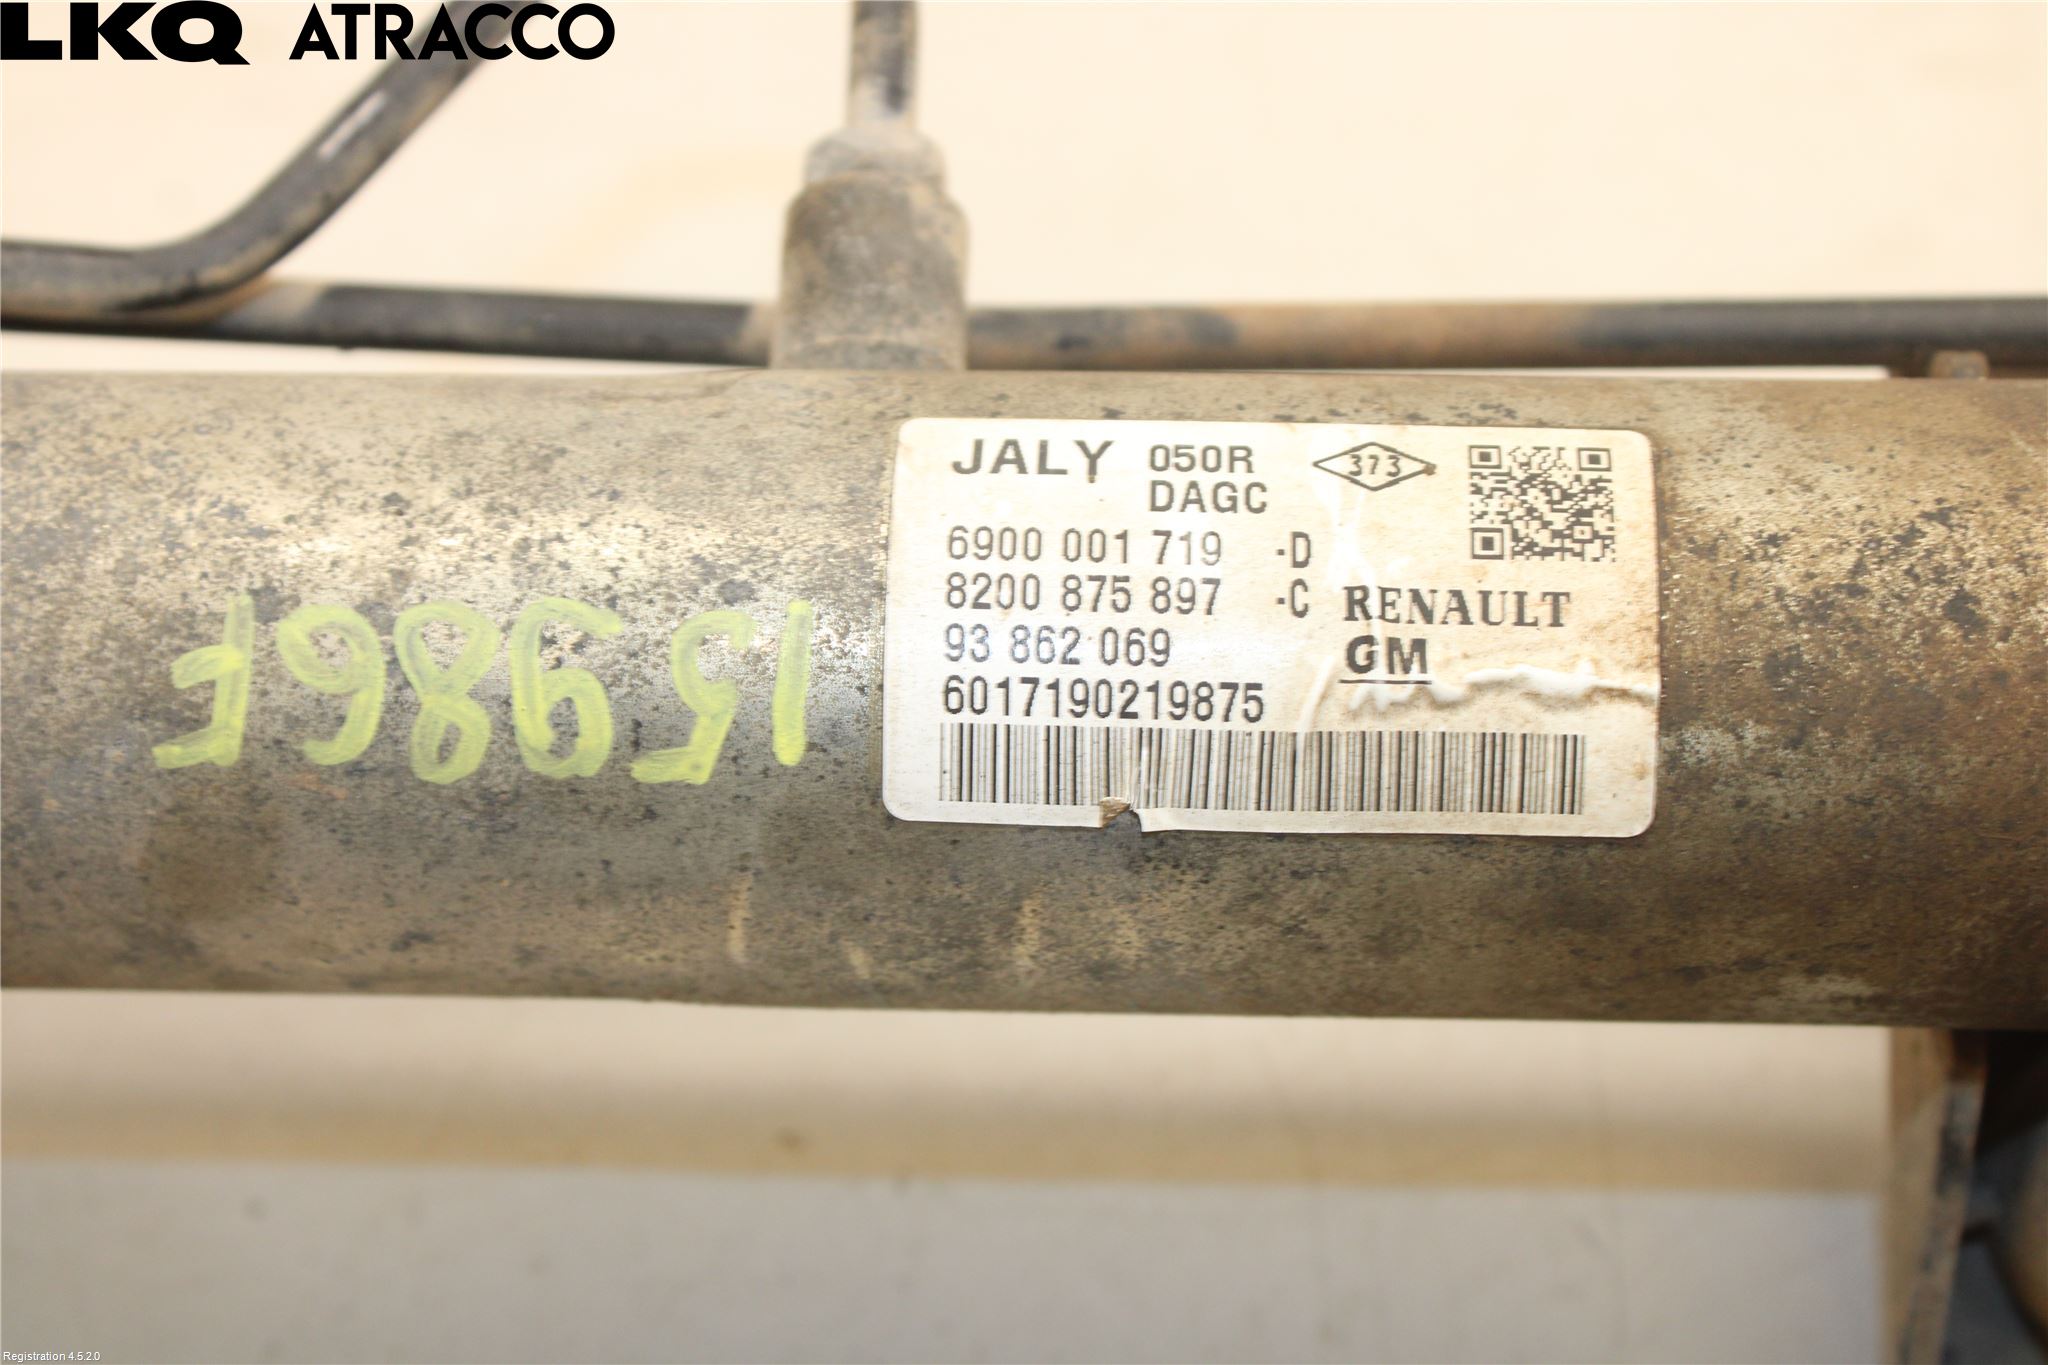 LKQ ATRACCO
JALY 050R 373
DAGC
6900 001 719 -D
8200 875 897 -C RENAULT
93 862 069 GM
6017190219875
15986F
Registration 4.5.2.0